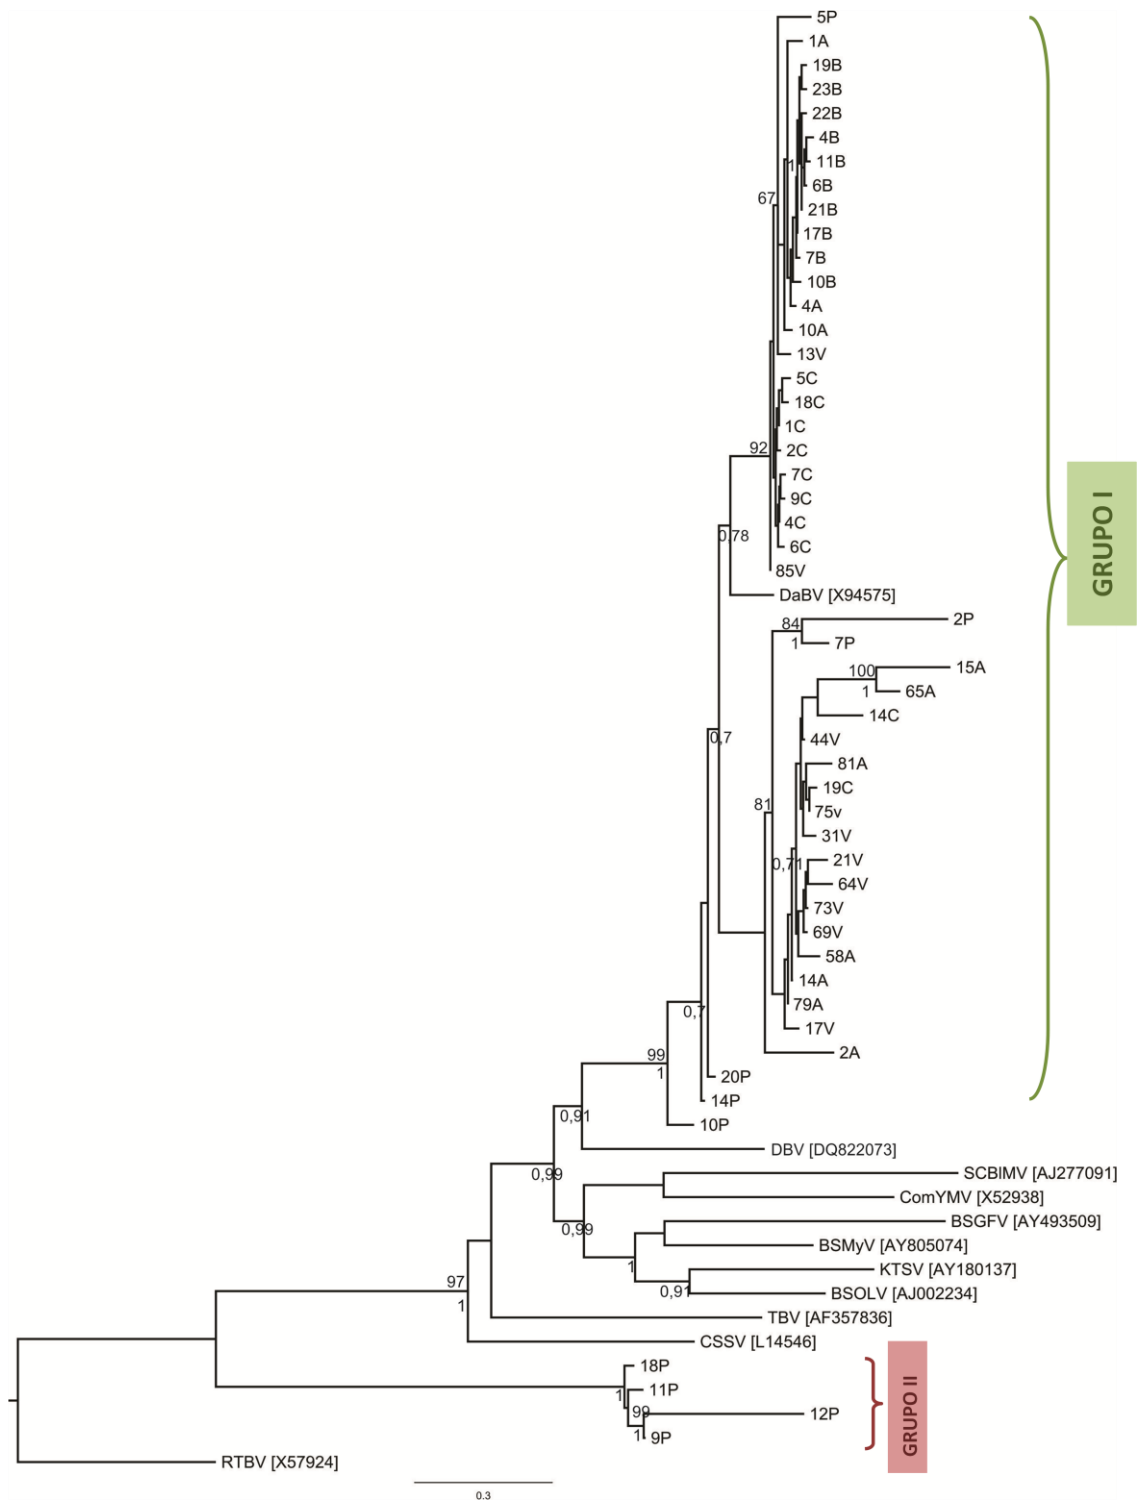 5P
1A
19B
23B
22B
4B
1
11B
6B
67
21B
17B
7B
10B
4A
10A
13V
5C
18C
1C
92
2C
7C
9C
4C
0,78
6C
85V
DaBV [X94575]
GRUPO I
84
2P
1
7P
100
15A
1
65A
14C
0,7
44V
81A
19C
81
75v
31V
0,71
21V
64V
73V
69V
58A
14A
79A
0,7
17V
99
2A
1
20P
14P
0,91
10P
DBV [DQ822073]
0,99
SCBIMV [AJ277091]
ComYMV [X52938]
0,99
BSGFV [AY493509]
BSMyV [AY805074]
1
KTSV [AY180137]
97
0,91
BSOLV [AJ002234]
1
TBV [AF357836]
CSSV [L14546]
18P
1
11P
99
12P
1
9P
GRUPO II
RTBV [X57924]
0.3